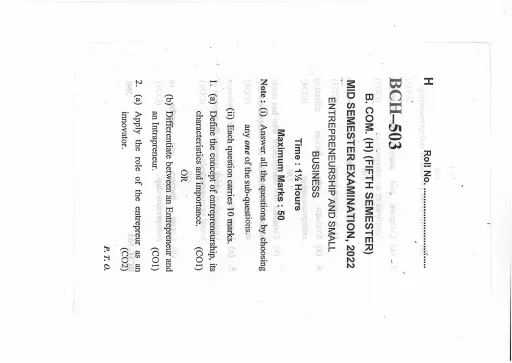 H
Roll No. ........................
BCH–503
B. COM. (H) (FIFTH SEMESTER)
MID SEMESTER EXAMINATION, 2022
ENTREPRENEURSHIP AND SMALL
BUSINESS
Time : 1½ Hours
Maximum Marks : 50
Note : (i) Answer all the questions by choosing
any one of the sub-questions.
(ii) Each question carries 10 marks.
1. (a) Define the concept of entrepreneurship, its
characteristics and importance. (CO1)
OR
(b) Differentiate between an Entrepreneur and
an Intrapreneur. (CO1)
2. (a) Apply the role of the entrepreur as an
innovator. (CO2)
P. T. O.